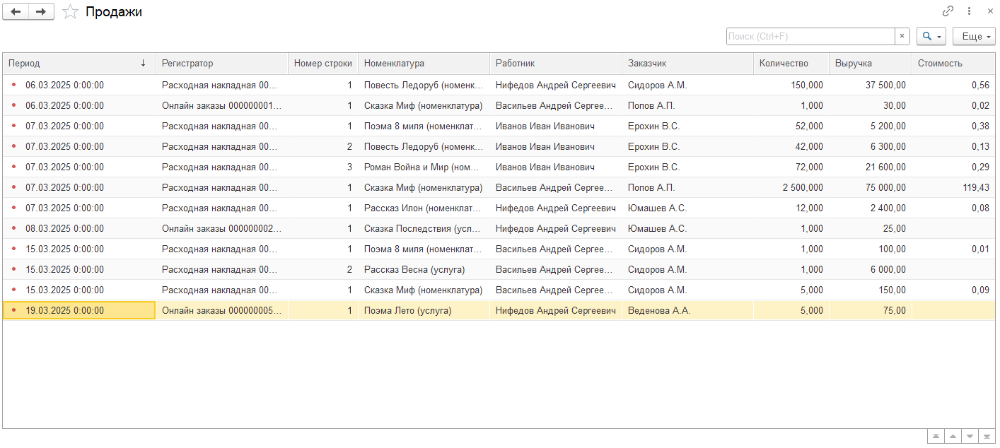 Продажи
Поиск (Ctrl+F) × Еще
Период ↓ Регистратор Номер строки Номенклатура Работник Заказчик Количество Выручка Стоимость
06.03.2025 0:00:00 Расходная накладная 00... 1 Повесть Ледоруб (номенк... Нифедов Андрей Сергеевич Сидоров А.М. 150,000 37 500,00 0,56
06.03.2025 0:00:00 Онлайн заказы 000000001... 1 Сказка Миф (номенклатура) Васильев Андрей Сергее... Попов А.П. 1,000 30,00 0,02
07.03.2025 0:00:00 Расходная накладная 00... 1 Поэма 8 миля (номенклат... Иванов Иван Иванович Ерохин В.С. 52,000 5 200,00 0,38
07.03.2025 0:00:00 Расходная накладная 00... 2 Повесть Ледоруб (номенк... Иванов Иван Иванович Ерохин В.С. 42,000 6 300,00 0,13
07.03.2025 0:00:00 Расходная накладная 00... 3 Роман Война и Мир (ном... Иванов Иван Иванович Ерохин В.С. 72,000 21 600,00 0,29
07.03.2025 0:00:00 Расходная накладная 00... 1 Сказка Миф (номенклатура) Васильев Андрей Сергее... Попов А.П. 2 500,000 75 000,00 119,43
07.03.2025 0:00:00 Расходная накладная 00... 1 Рассказ Илон (номенклат... Нифедов Андрей Сергеевич Юмашев А.С. 12,000 2 400,00 0,08
08.03.2025 0:00:00 Онлайн заказы 000000002... 1 Сказка Последствия (усл... Нифедов Андрей Сергеевич Юмашев А.С. 1,000 25,00
15.03.2025 0:00:00 Расходная накладная 00... 1 Поэма 8 миля (номенклат... Васильев Андрей Сергее... Сидоров А.М. 1,000 100,00 0,01
15.03.2025 0:00:00 Расходная накладная 00... 2 Рассказ Весна (услуга) Васильев Андрей Сергее... Сидоров А.М. 1,000 6 000,00
15.03.2025 0:00:00 Расходная накладная 00... 1 Сказка Миф (номенклатура) Васильев Андрей Сергее... Сидоров А.М. 5,000 150,00 0,09
19.03.2025 0:00:00 Онлайн заказы 000000005... 1 Поэма Лето (услуга) Нифедов Андрей Сергеевич Веденова А.А. 5,000 75,00